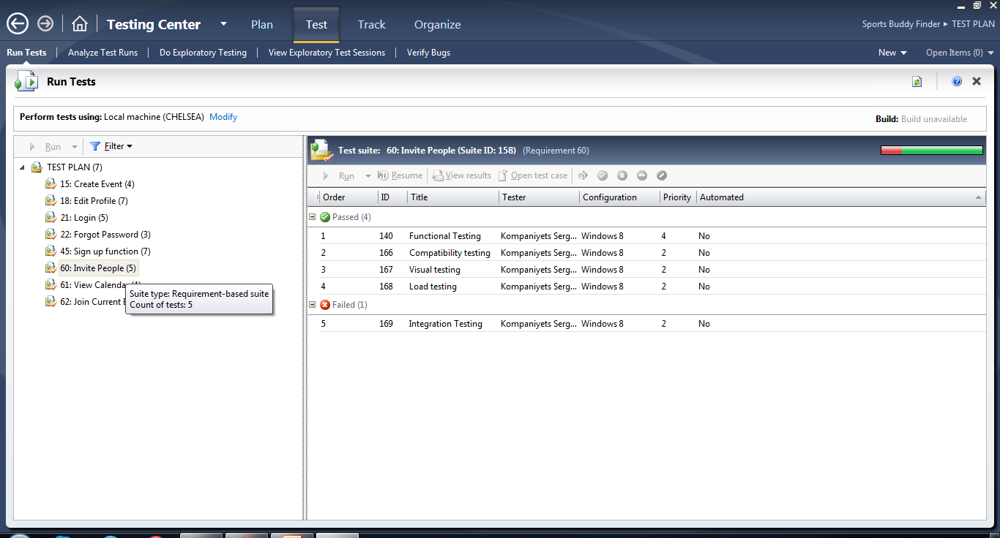 Testing Center Plan Test Track Organize Sports Buddy Finder TEST PLAN
Run Tests Analyze Test Runs Do Exploratory Testing View Exploratory Test Sessions Verify Bugs New Open Items (0)
Run Tests
Perform tests using: Local machine (CHELSEA) Modify
Build: Build unavailable
Run Filter
TEST PLAN (7)
15: Create Event (4)
18: Edit Profile (7)
21: Login (5)
22: Forgot Password (3)
45: Sign up function (7)
60: Invite People (5)
61: View Calendar (4)
62: Join Current
Suite type: Requirement-based suite
Count of tests: 5
Test suite: 60: Invite People (Suite ID: 158) (Requirement 60)
Run Resume View results Open test case
Order ID Title Tester Configuration Priority Automated
Passed (4)
1 140 Functional Testing Kompaniyets Serg... Windows 8 4 No
2 166 Compatibility testing Kompaniyets Serg... Windows 8 2 No
3 167 Visual testing Kompaniyets Serg... Windows 8 2 No
4 168 Load testing Kompaniyets Serg... Windows 8 2 No
Failed (1)
5 169 Integration Testing Kompaniyets Serg... Windows 8 2 No